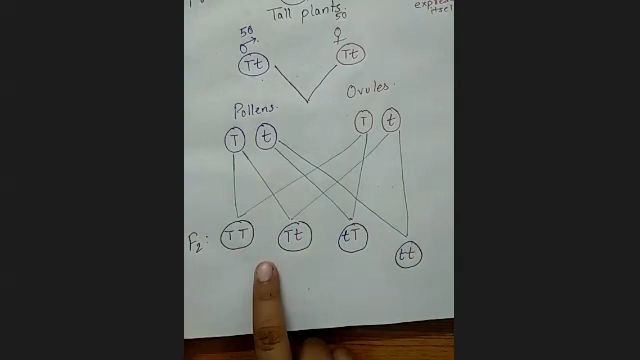 Tall plants.
50 ♂ 50 ♀
Tt Tt
Pollens. Ovules.
T t T t
F₂: TT Tt tT tt